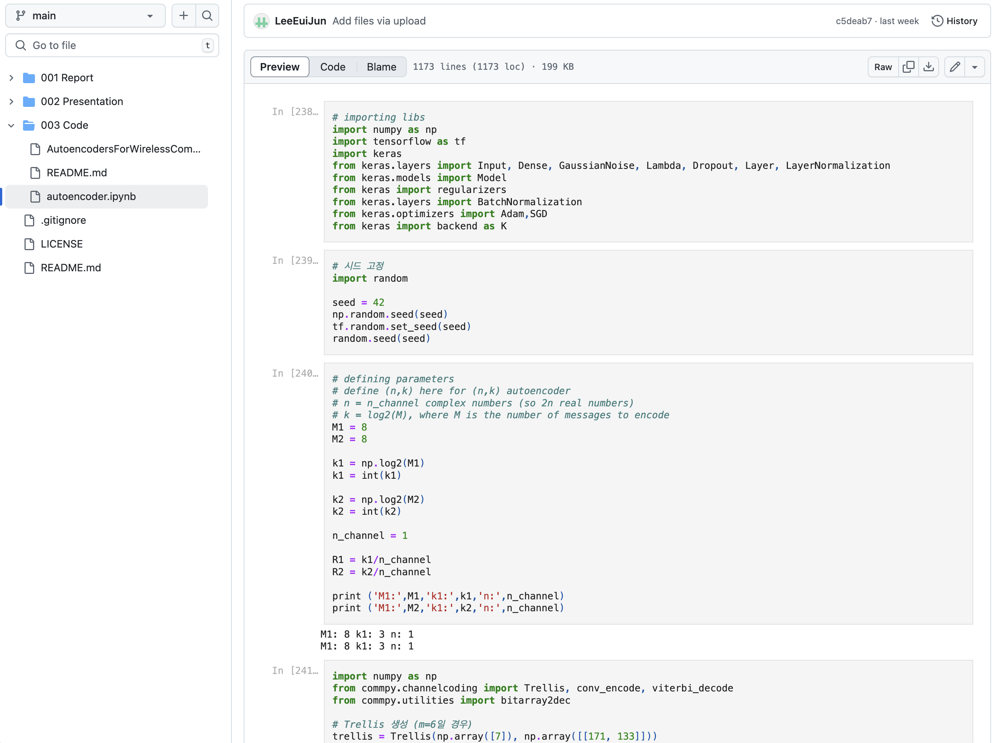 main
Go to file
t
001 Report
002 Presentation
003 Code
AutoencodersForWirelessCom...
README.md
autoencoder.ipynb
.gitignore
LICENSE
README.md
LeeEuiJun Add files via upload
c5deab7 · last week
History
Preview
Code
Blame
1173 lines (1173 loc) · 199 KB
Raw
In [238…
# importing libs
import numpy as np
import tensorflow as tf
import keras
from keras.layers import Input, Dense, GaussianNoise, Lambda, Dropout, Layer, LayerNormalization
from keras.models import Model
from keras import regularizers
from keras.layers import BatchNormalization
from keras.optimizers import Adam,SGD
from keras import backend as K
In [239…
# 시드 고정
import random
seed = 42
np.random.seed(seed)
tf.random.set_seed(seed)
random.seed(seed)
In [240…
# defining parameters
# define (n,k) here for (n,k) autoencoder
# n = n_channel complex numbers (so 2n real numbers)
# k = log2(M), where M is the number of messages to encode
M1 = 8
M2 = 8
k1 = np.log2(M1)
k1 = int(k1)
k2 = np.log2(M2)
k2 = int(k2)
n_channel = 1
R1 = k1/n_channel
R2 = k2/n_channel
print ('M1:',M1,'k1:',k1,'n:',n_channel)
print ('M1:',M2,'k1:',k2,'n:',n_channel)
M1: 8 k1: 3 n: 1
M1: 8 k1: 3 n: 1
In [241…
import numpy as np
from commpy.channelcoding import Trellis, conv_encode, viterbi_decode
from commpy.utilities import bitarray2dec
# Trellis 생성 (m=6일 경우)
trellis = Trellis(np.array([7]), np.array([[171, 133]]))